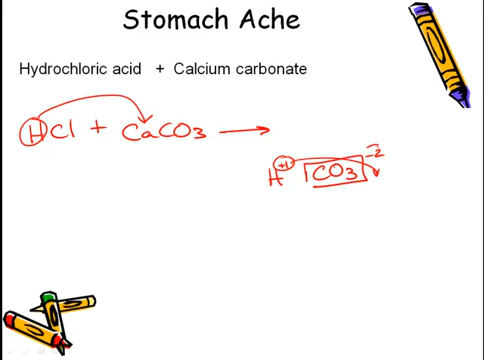 Stomach Ache
Hydrochloric acid + Calcium carbonate
HCl + CaCO3 →
H +1 CO3 -2